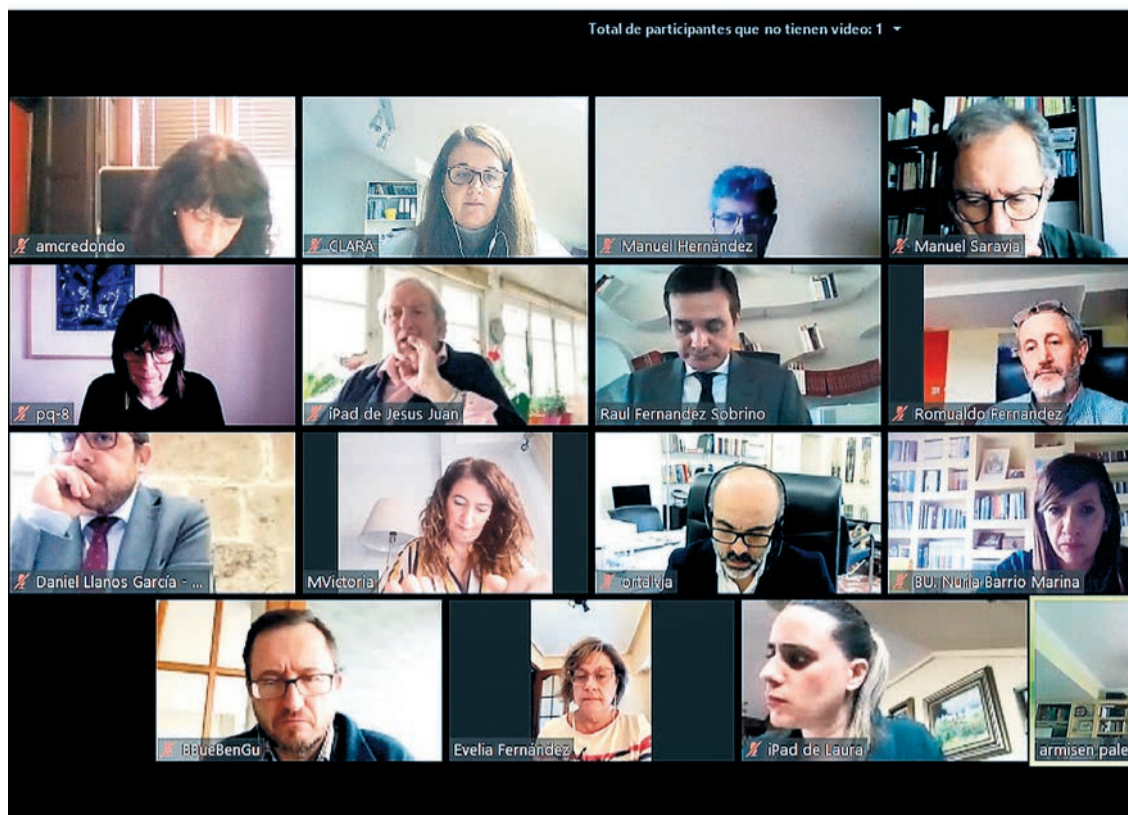 Total de participantes que no tienen video: 1
amcredondo
CLARA
Manuel Hernández
Manuel Saravia
pq-8
iPad de Jesus Juan
Raul Fernandez Sobrino
Romualdo Fernandez
Daniel Llanos García - ...
MVictoria
ortalvja
BU. Nuria Barrio Marina
BBueBenGu
Evelia Fernández
iPad de Laura
armisen pale